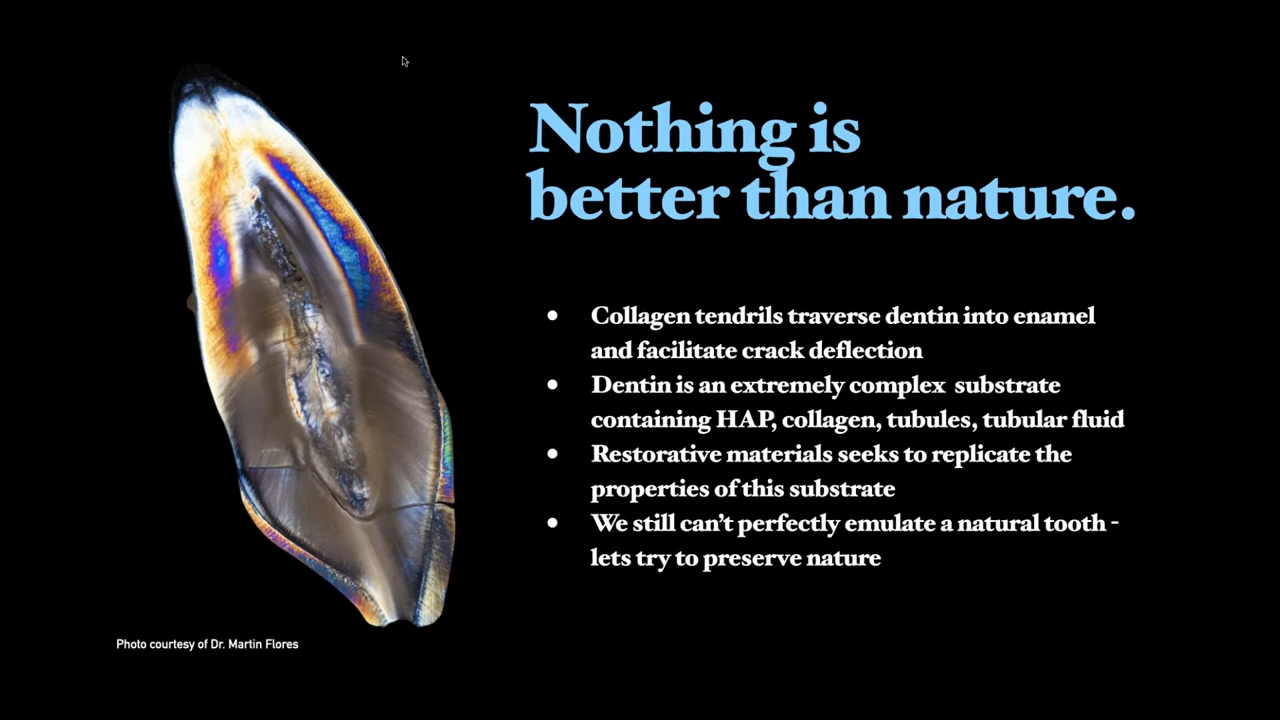 Nothing is
better than nature.
• Collagen tendrils traverse dentin into enamel
and facilitate crack deflection
• Dentin is an extremely complex  substrate
containing HAP, collagen, tubules, tubular fluid
• Restorative materials seeks to replicate the
properties of this substrate
• We still can’t perfectly emulate a natural tooth -
lets try to preserve nature
Photo courtesy of Dr. Martin Flores